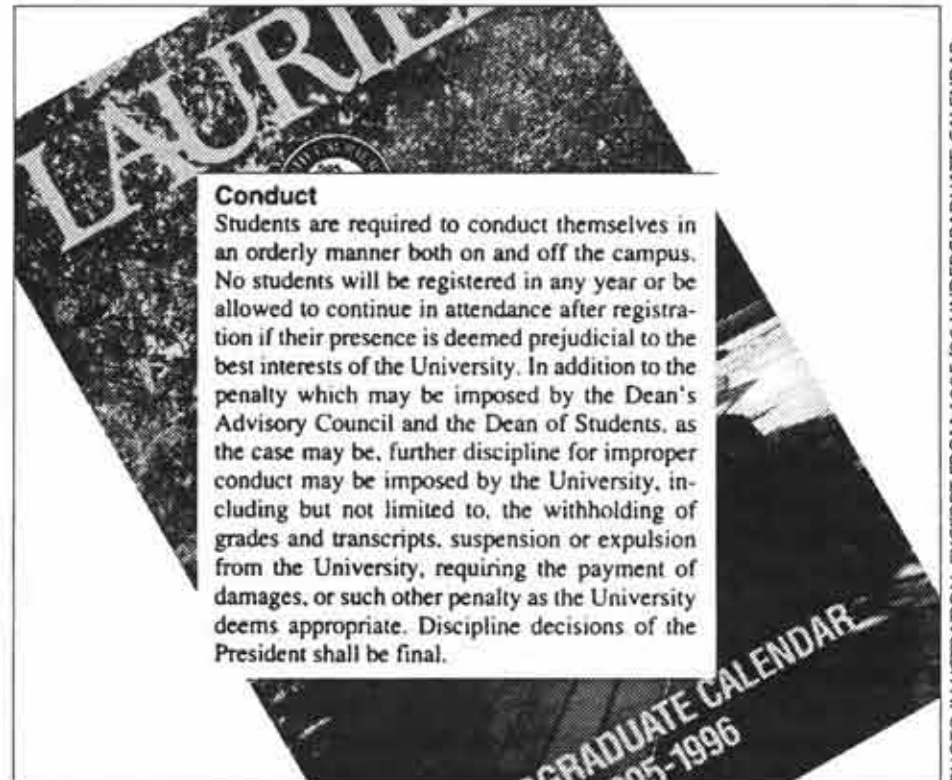 LAURIE
Conduct
Students are required to conduct themselves in
an orderly manner both on and off the campus.
No students will be registered in any year or be
allowed to continue in attendance after registra-
tion if their presence is deemed prejudicial to the
best interests of the University. In addition to the
penalty which may be imposed by the Dean's
Advisory Council and the Dean of Students, as
the case may be, further discipline for improper
conduct may be imposed by the University, in-
cluding but not limited to, the withholding of
grades and transcripts, suspension or expulsion
from the University, requiring the payment of
damages, or such other penalty as the University
deems appropriate. Discipline decisions of the
President shall be final.
GRADUATE CALENDAR
95-1996